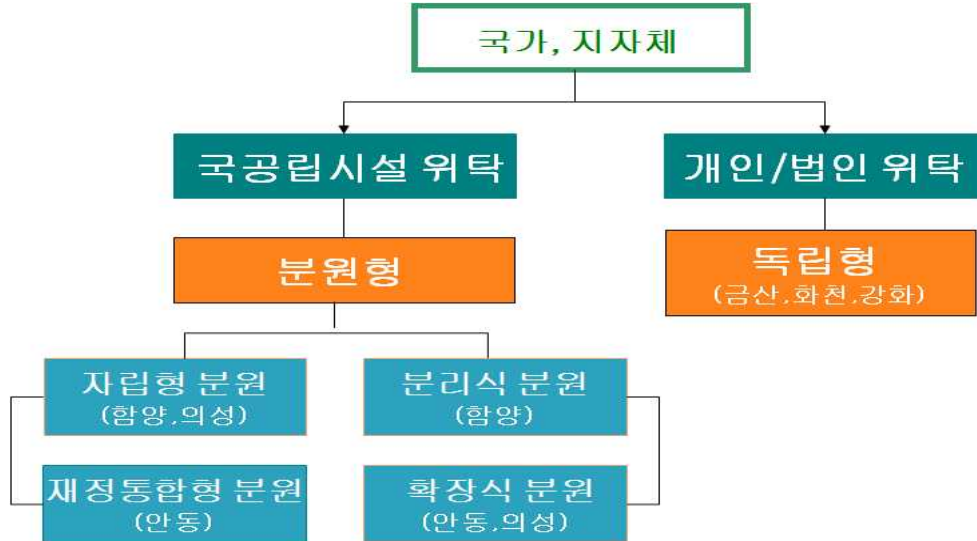 국가, 지자체
국공립시설 위탁
개인/법인 위탁
분원형
독립형
(금산,화천,강화)
자립형 분원
(함양,의성)
분리식 분원
(함양)
재정통합형 분원
(안동)
확장식 분원
(안동,의성)